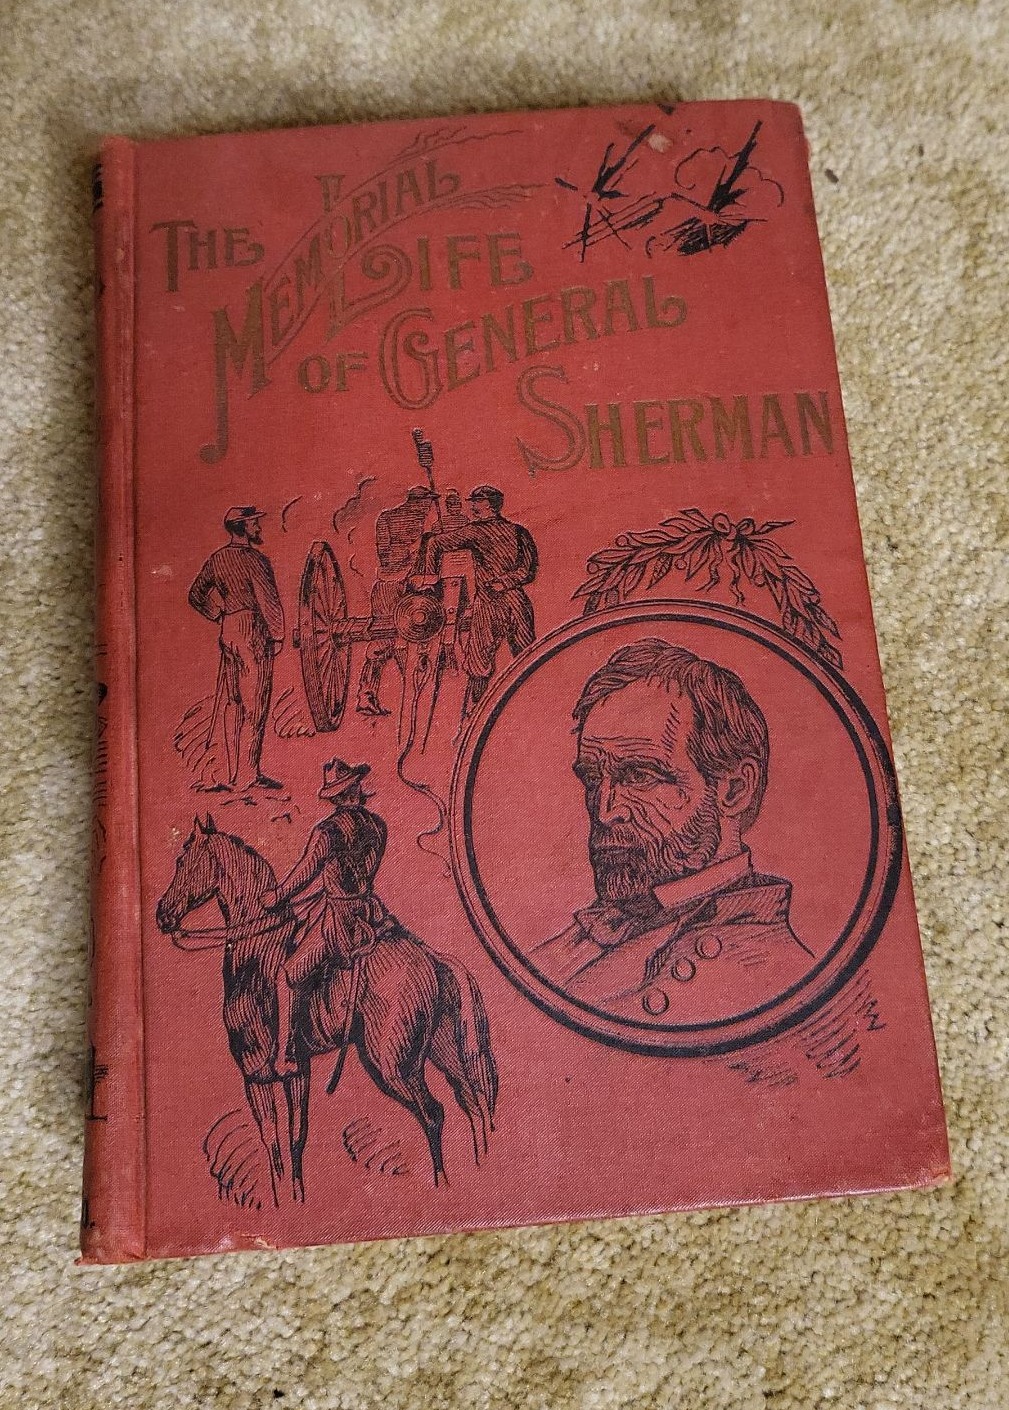 THE
MEMORIAL
LIFE
OF GENERAL
SHERMAN